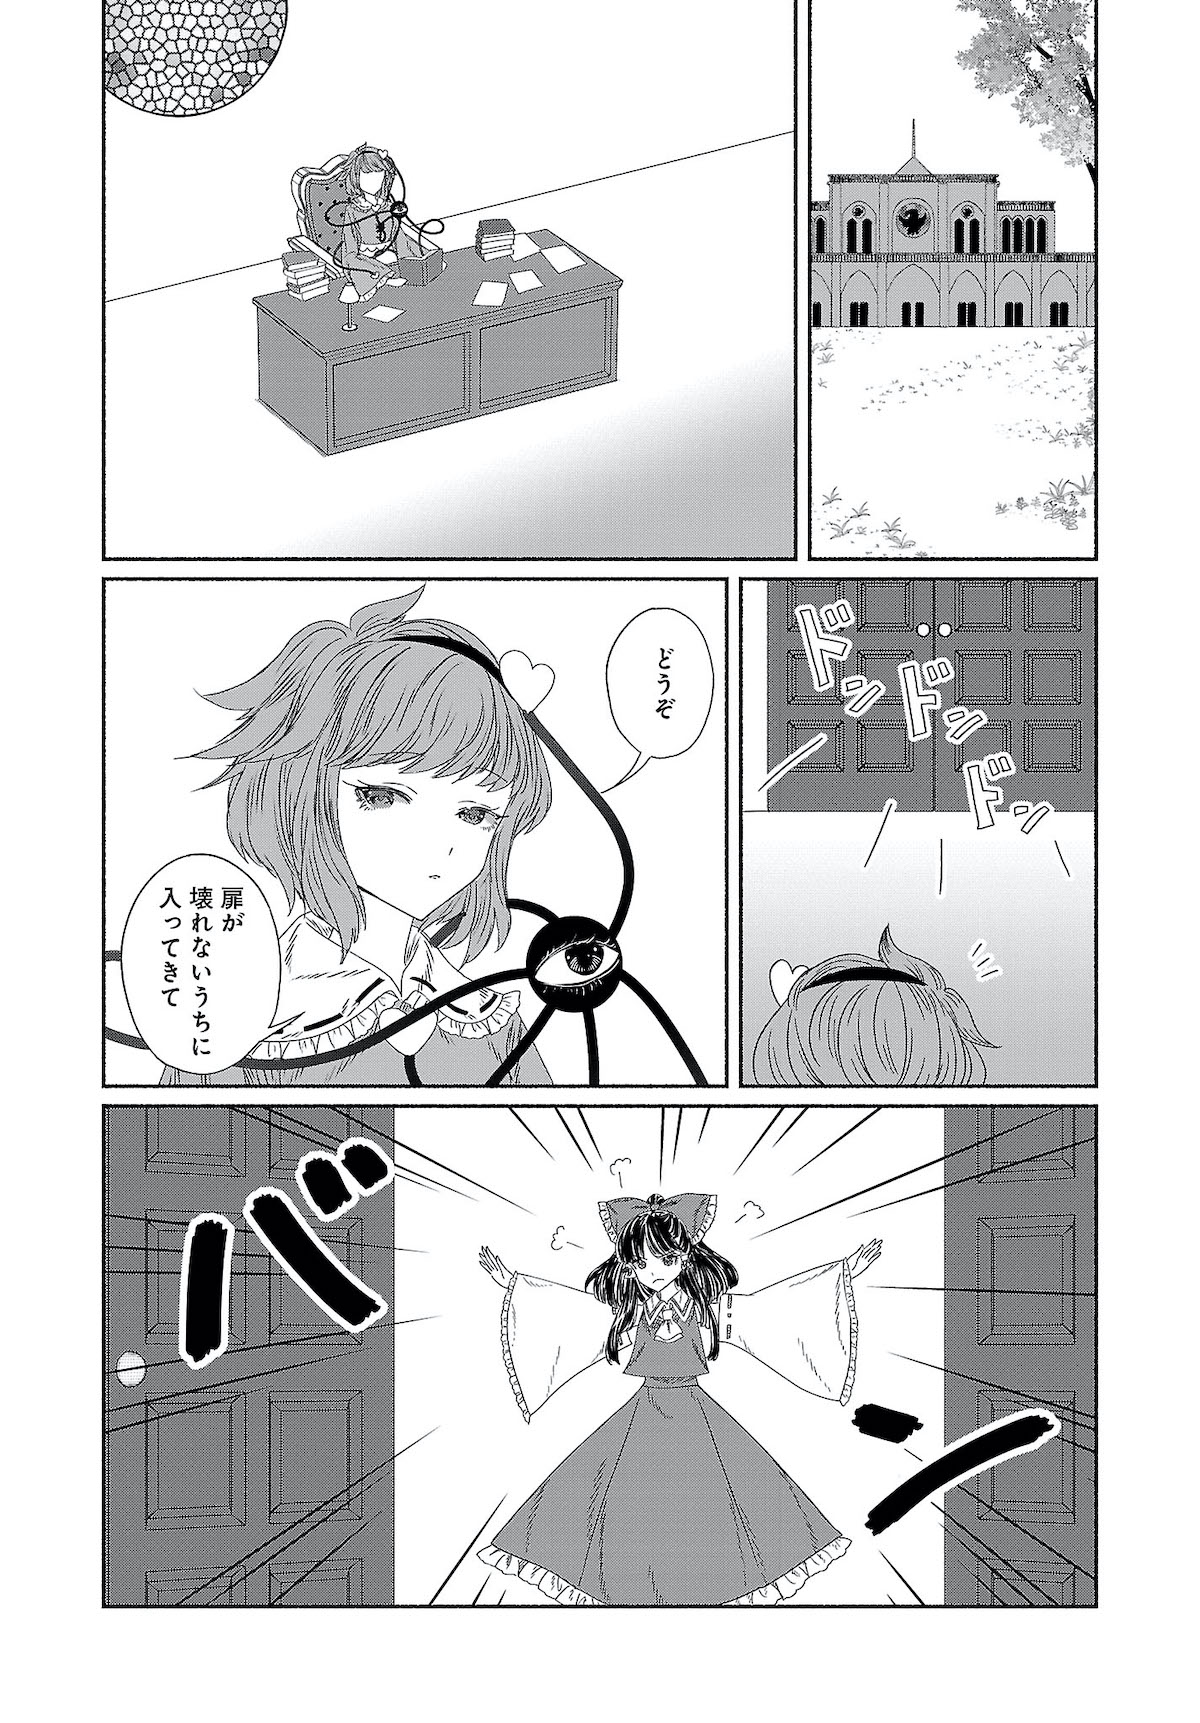 ドンドンドン
どうぞ
扉が
壊れないうちに
入ってきて
バン